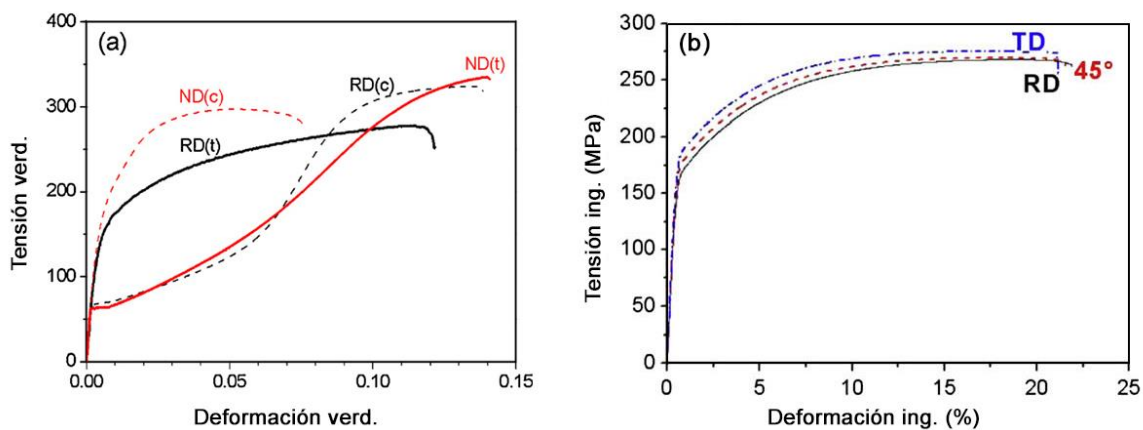 (a)
400
300
200
100
0
Tensión verd.
ND(c)
RD(t)
RD(c)
ND(t)
0.00
0.05
0.10
0.15
Deformación verd.
(b)
300
250
200
150
100
50
0
Tensión ing. (MPa)
TD
45°
RD
0
5
10
15
20
25
Deformación ing. (%)